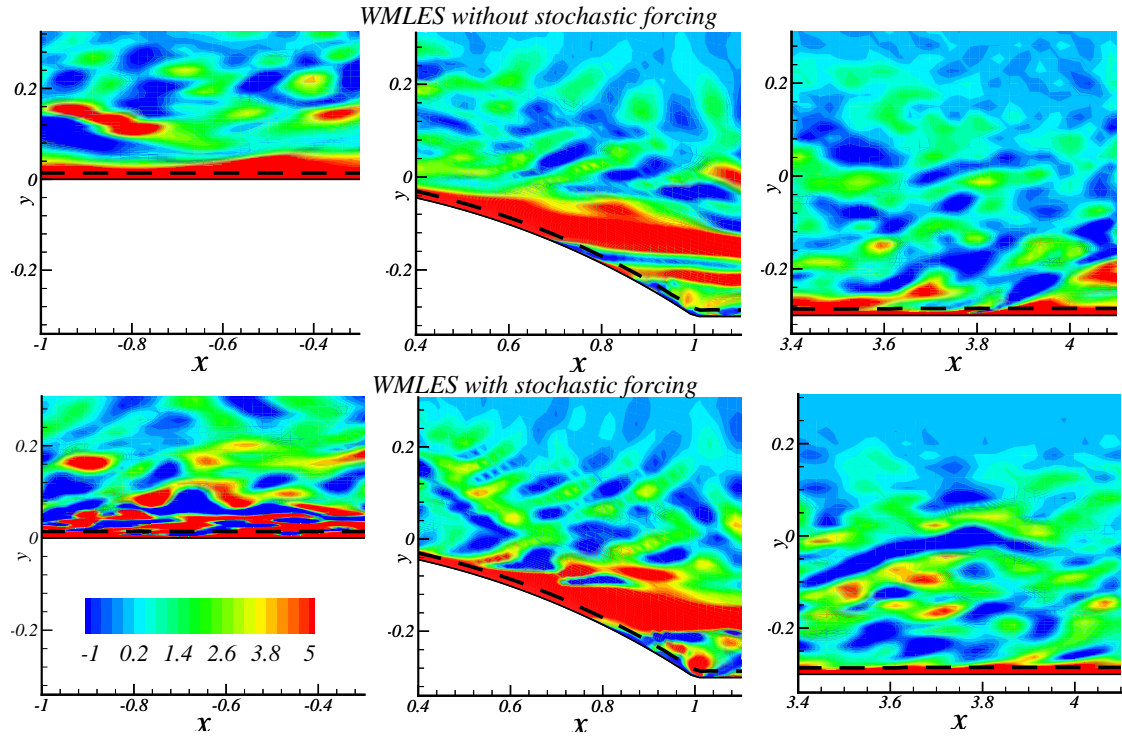 WMLES without stochastic forcing
0.2
0
-0.2
y
-1 -0.8 -0.6 -0.4
x
0.2
0
-0.2
y
0.4 0.6 0.8 1
x
0.2
0
-0.2
y
3.4 3.6 3.8 4
x
WMLES with stochastic forcing
0.2
0
-0.2
y
-1 0.2 1.4 2.6 3.8 5
-1 -0.8 -0.6 -0.4
x
0.2
0
-0.2
y
0.4 0.6 0.8 1
x
0.2
0
-0.2
y
3.4 3.6 3.8 4
x